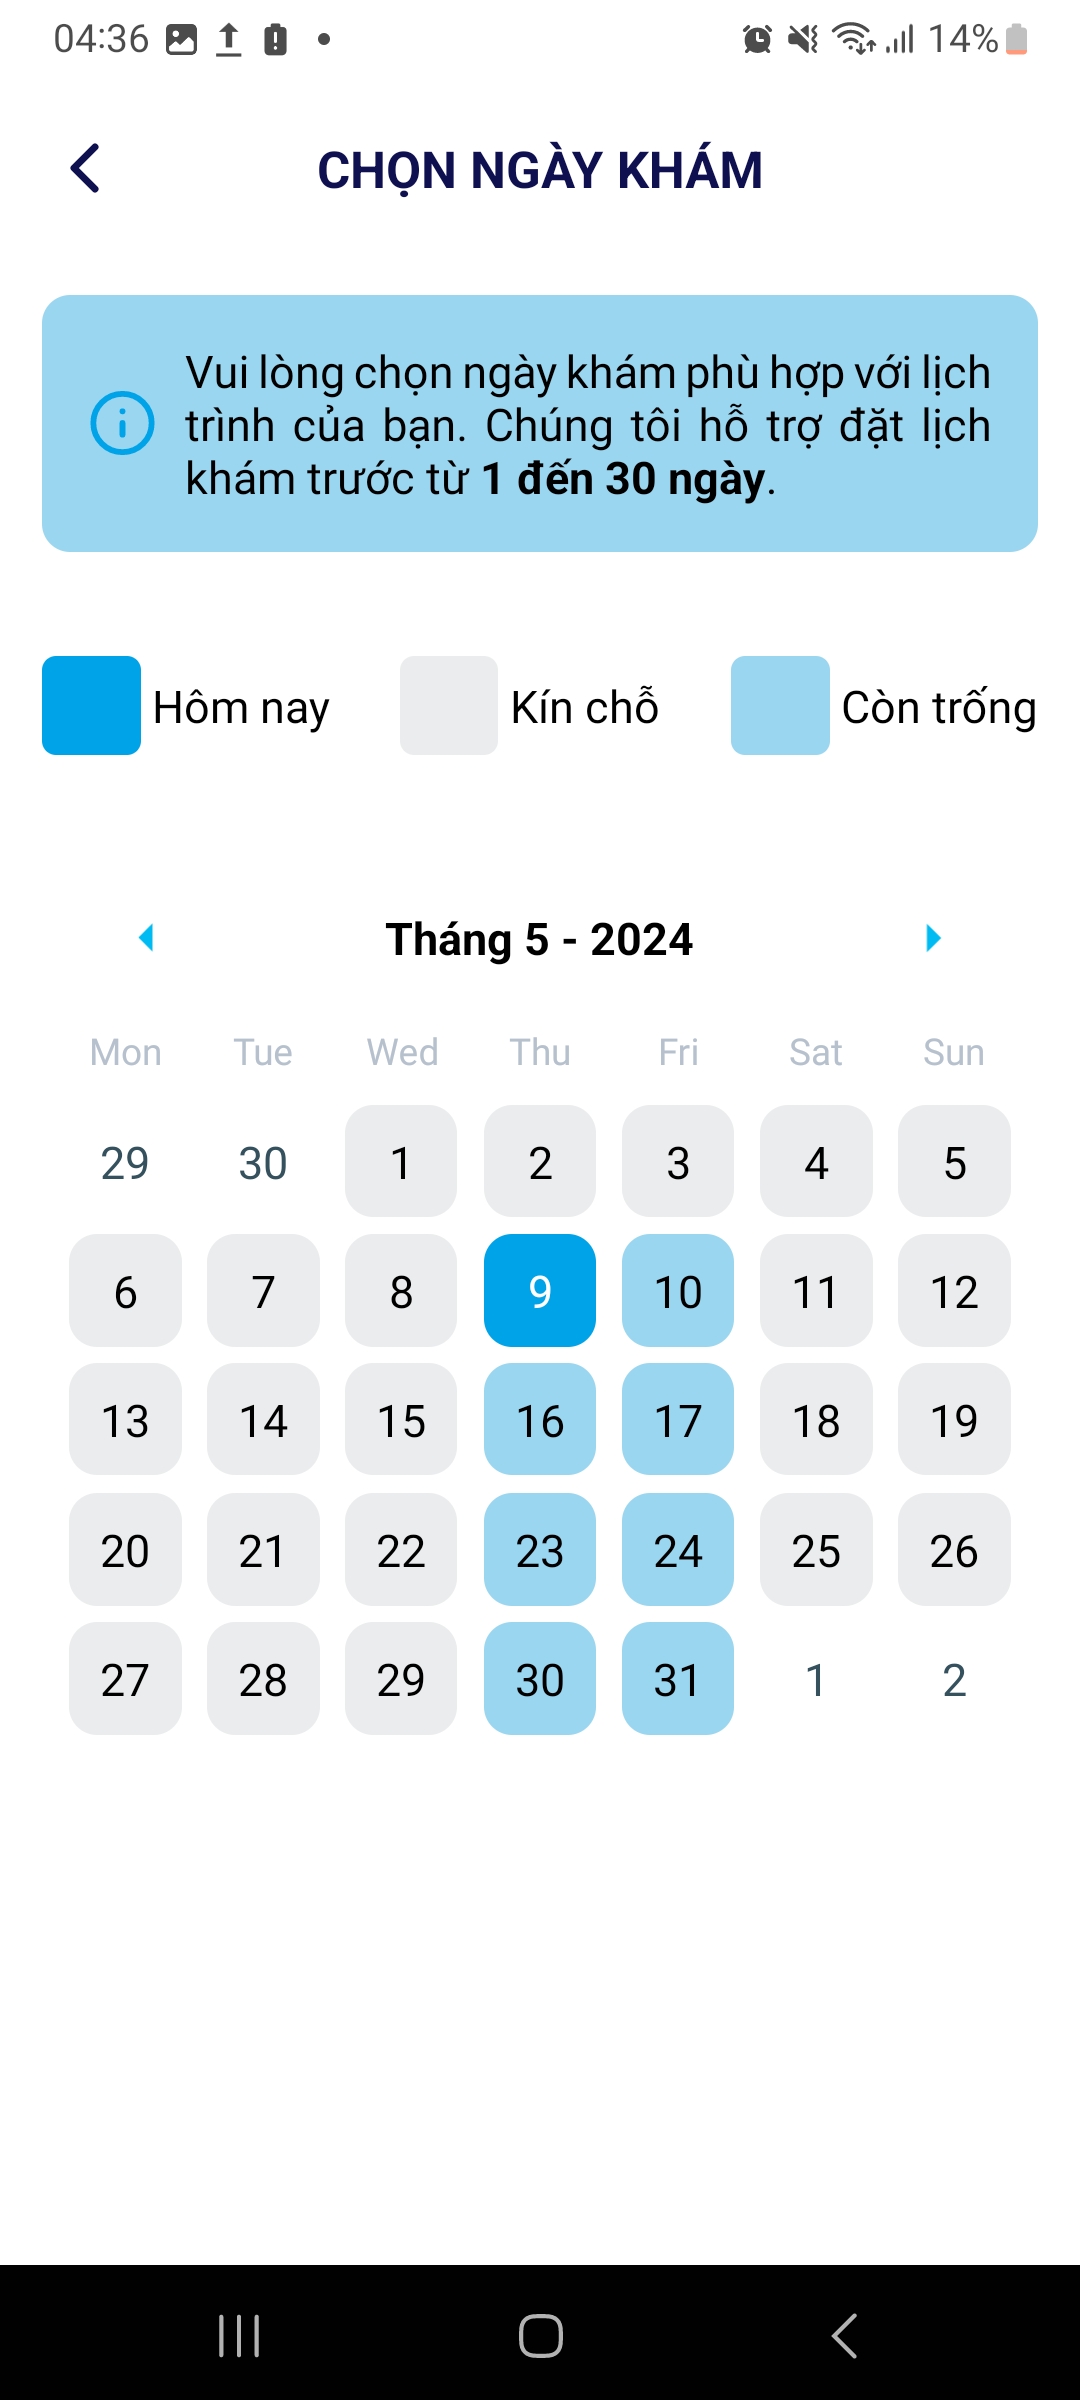 04:36 14%
CHỌN NGÀY KHÁM
Vui lòng chọn ngày khám phù hợp với lịch
trình của bạn. Chúng tôi hỗ trợ đặt lịch
khám trước từ 1 đến 30 ngày.
Hôm nay Kín chỗ Còn trống
Tháng 5 - 2024
Mon Tue Wed Thu Fri Sat Sun
29 30 1 2 3 4 5
6 7 8 9 10 11 12
13 14 15 16 17 18 19
20 21 22 23 24 25 26
27 28 29 30 31 1 2